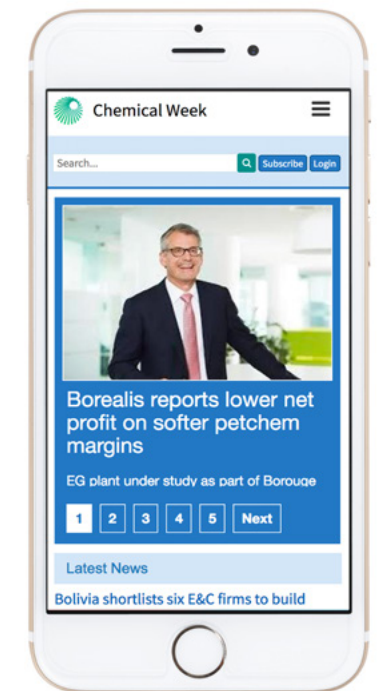 Chemical Week
Search...
Subscribe Login
Borealis reports lower net
profit on softer petchem
margins
EG plant under study as part of Borouge
1 2 3 4 5 Next
Latest News
Bolivia shortlists six E&C firms to build